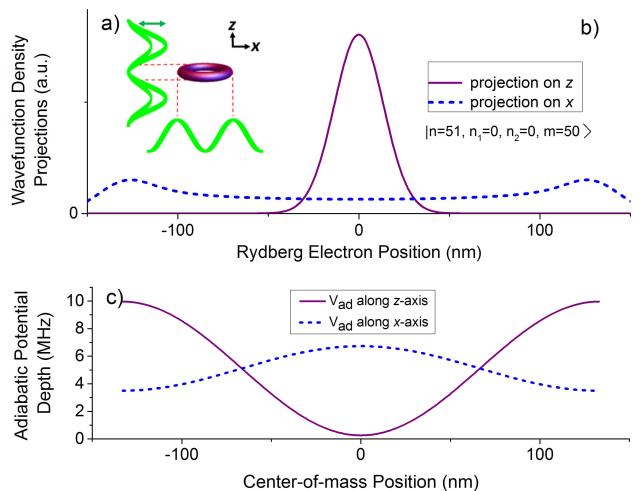 a)
z
x
b)
projection on z
projection on x
|n=51, n1=0, n2=0, m=50 〉
Wavefunction Density
Projections (a.u.)
0
-100
0
100
Rydberg Electron Position (nm)
c)
Vad along z-axis
Vad along x-axis
Adiabatic Potential
Depth (MHz)
10
8
6
4
2
0
-100
0
100
Center-of-mass Position (nm)